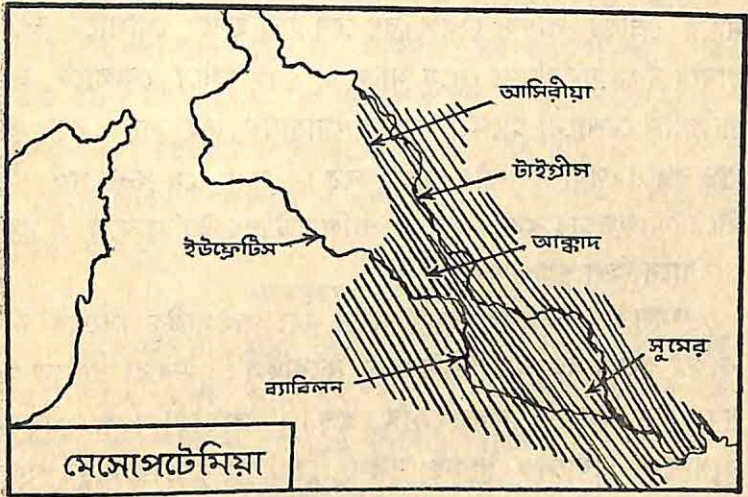 আসিরীয়া
টাইগ্রীস
ইউফ্রেটিস
আক্কাদ
সুমের
ব্যাবিলন
মেসোপটেমিয়া